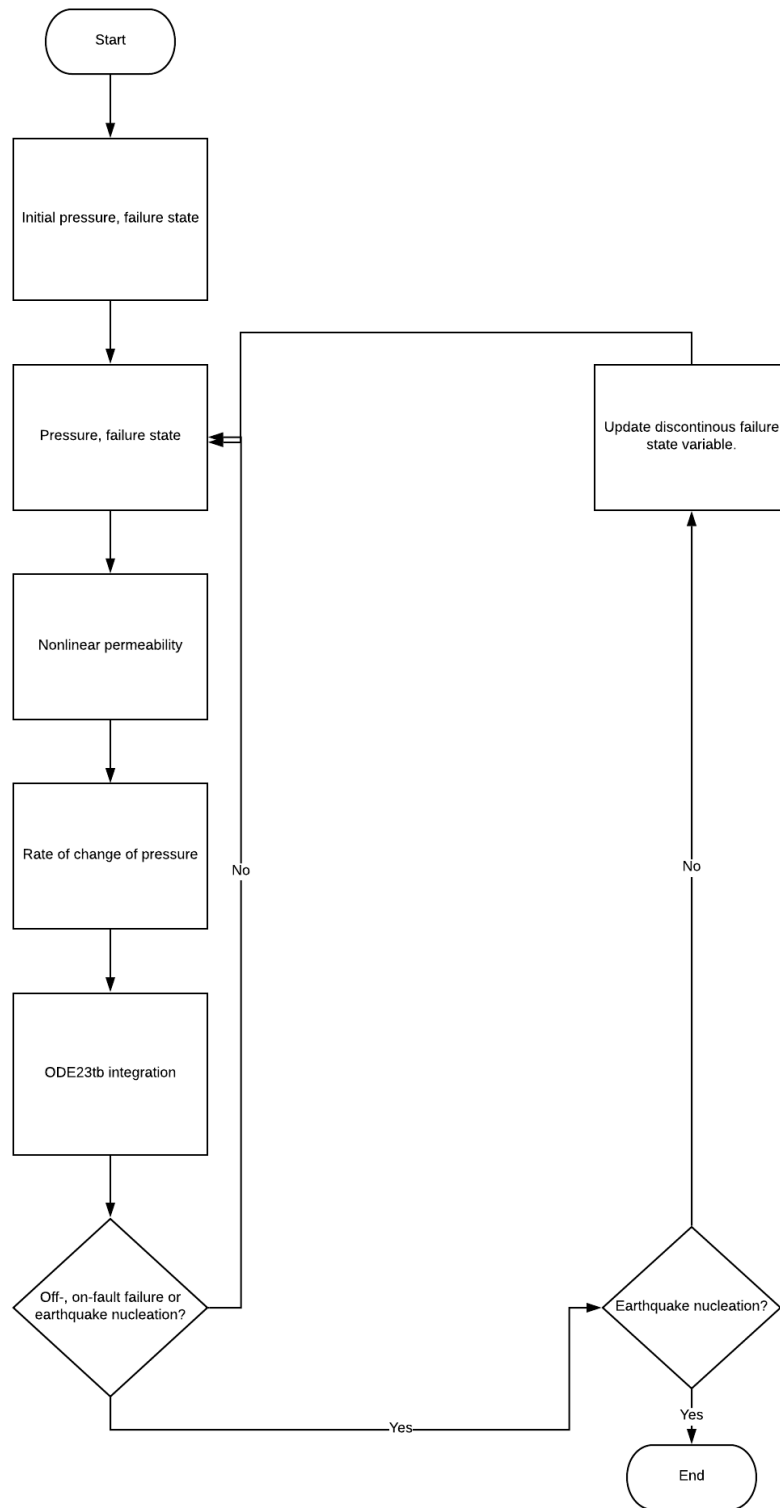 Start
Initial pressure, failure state
Pressure, failure state
Update discontinous failure
state variable.
Nonlinear permeability
Rate of change of pressure
No
No
ODE23tb integration
Off-, on-fault failure or
earthquake nucleation?
Earthquake nucleation?
Yes
Yes
End